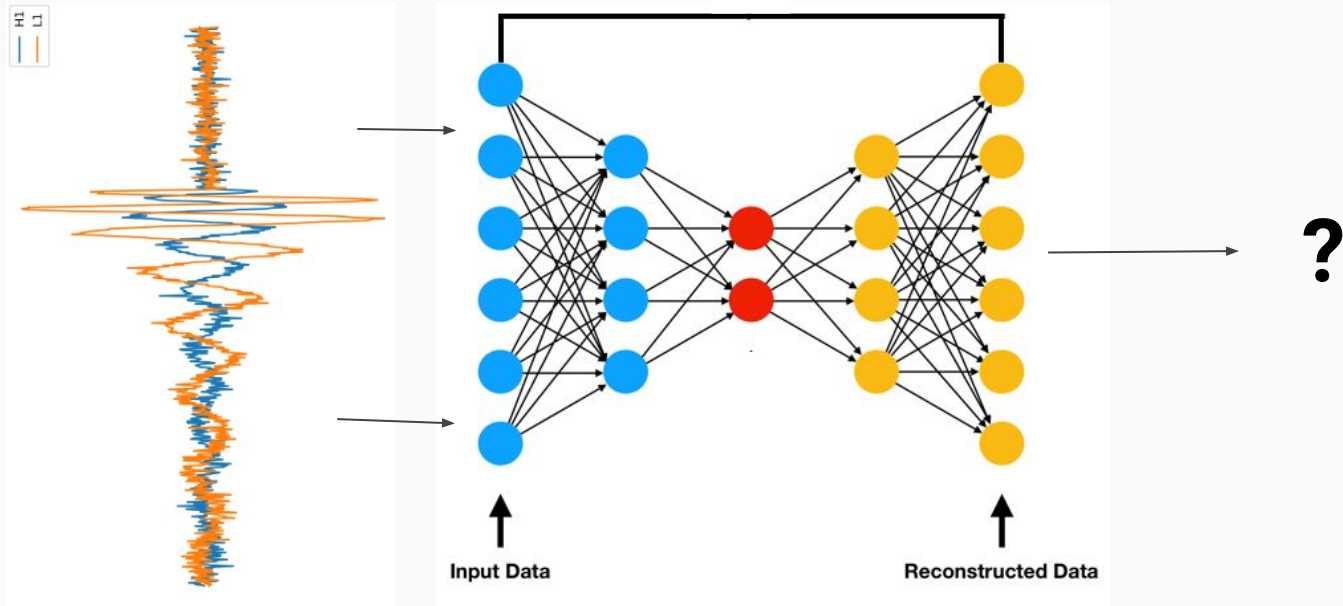 H1
L1
?
Input Data
Reconstructed Data